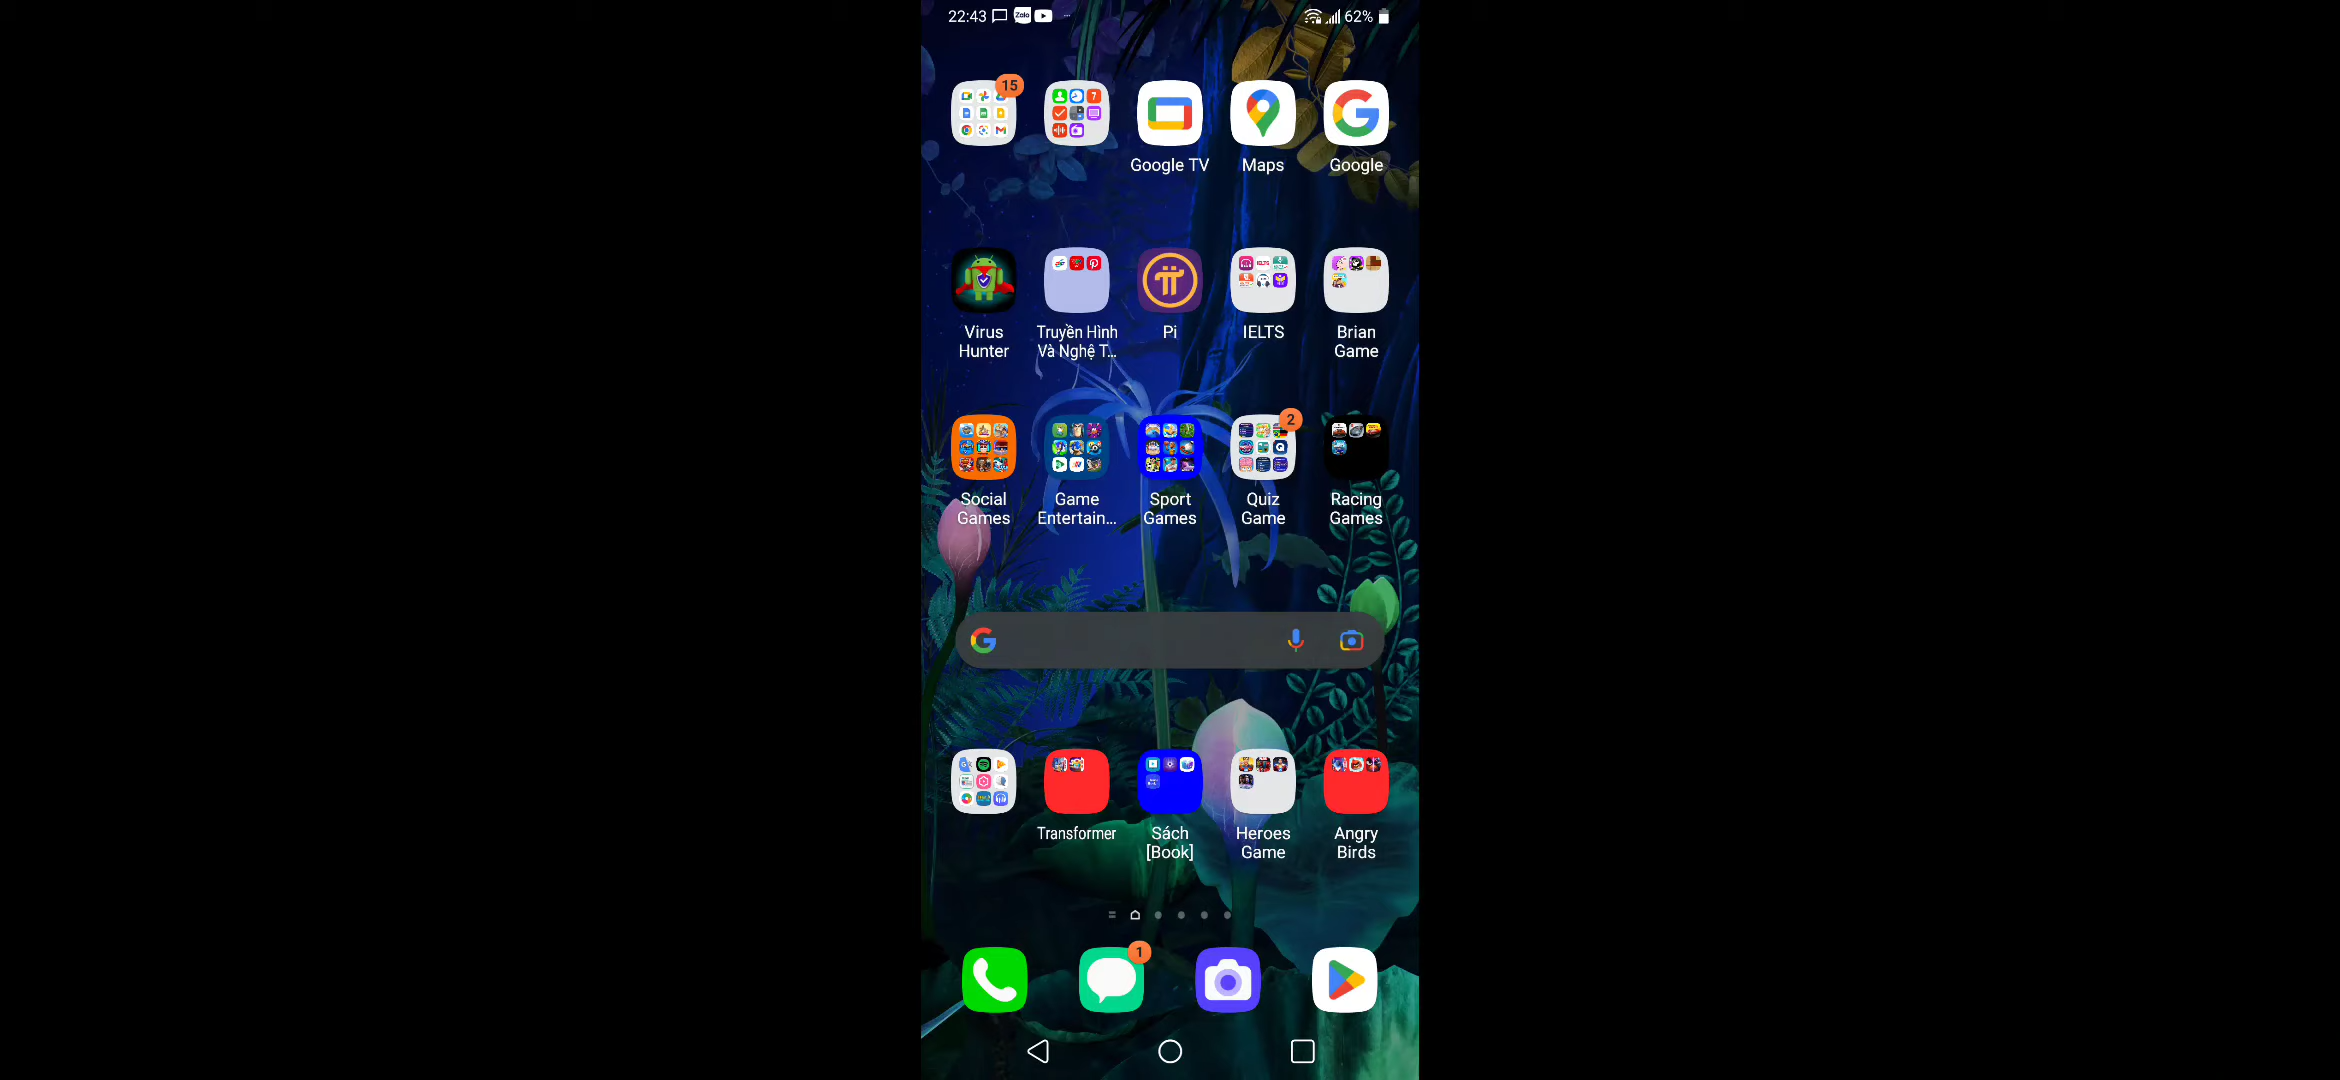 22:43 Zalo 62%
15
Google TV Maps Google
Virus Hunter
Truyền Hình Và Nghệ T...
Pi
IELTS
Brian Game
2
Social Games
Game Entertain...
Sport Games
Quiz Game
Racing Games
Transformer
Sách [Book]
Heroes Game
Angry Birds
1